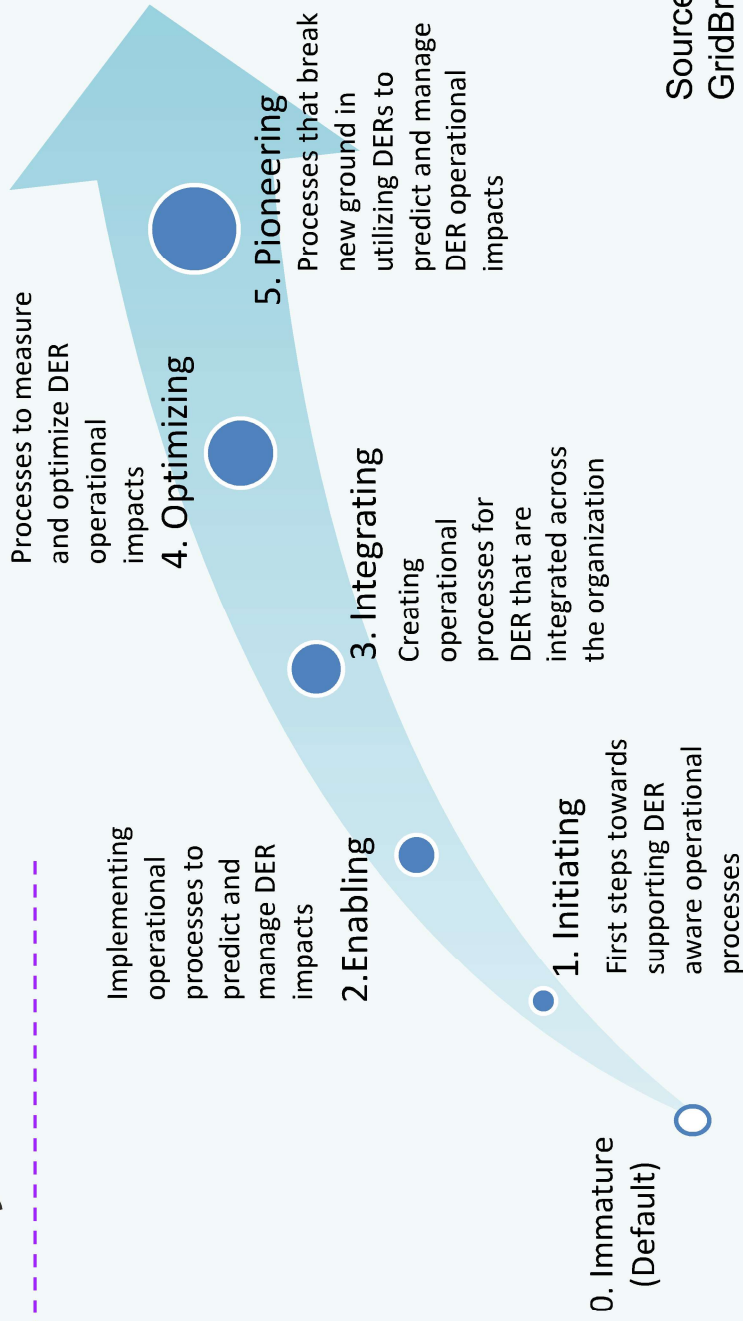 0. Immature
(Default)
1. Initiating
First steps towards
supporting DER
aware operational
processes
Implementing
operational
processes to
predict and
manage DER
impacts
2.Enabling
3. Integrating
Creating
operational
processes for
DER that are
integrated across
the organization
Processes to measure
and optimize DER
operational
impacts
4. Optimizing
5. Pioneering
Processes that break
new ground in
utilizing DERs to
predict and manage
DER operational
impacts
Source
GridBr